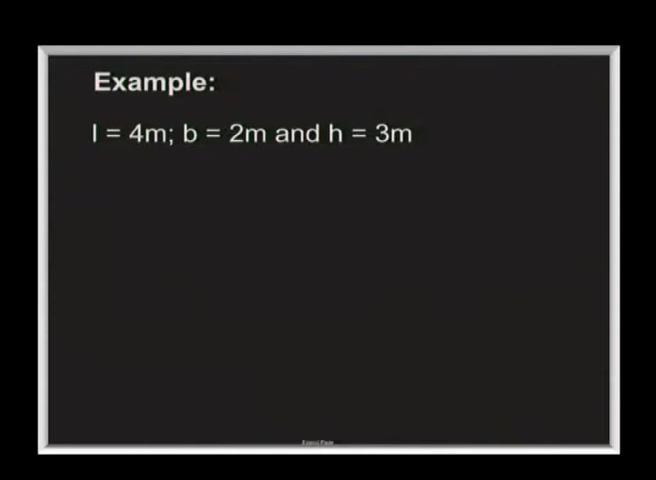 Example:
l = 4m; b = 2m and h = 3m